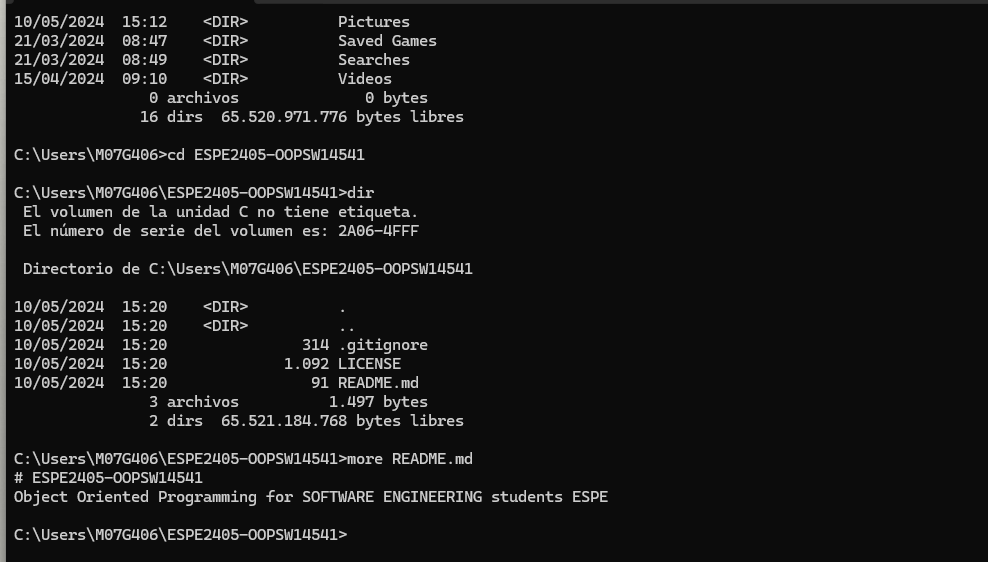 10/05/2024  15:12    <DIR>          Pictures
21/03/2024  08:47    <DIR>          Saved Games
21/03/2024  08:49    <DIR>          Searches
15/04/2024  09:10    <DIR>          Videos
               0 archivos              0 bytes
              16 dirs  65.520.971.776 bytes libres

C:\Users\M07G406>cd ESPE2405-OOPSW14541

C:\Users\M07G406\ESPE2405-OOPSW14541>dir
 El volumen de la unidad C no tiene etiqueta.
 El número de serie del volumen es: 2A06-4FFF

 Directorio de C:\Users\M07G406\ESPE2405-OOPSW14541

10/05/2024  15:20    <DIR>          .
10/05/2024  15:20    <DIR>          ..
10/05/2024  15:20               314 .gitignore
10/05/2024  15:20             1.092 LICENSE
10/05/2024  15:20                91 README.md
               3 archivos          1.497 bytes
               2 dirs  65.521.184.768 bytes libres

C:\Users\M07G406\ESPE2405-OOPSW14541>more README.md
# ESPE2405-OOPSW14541
Object Oriented Programming for SOFTWARE ENGINEERING students ESPE

C:\Users\M07G406\ESPE2405-OOPSW14541>